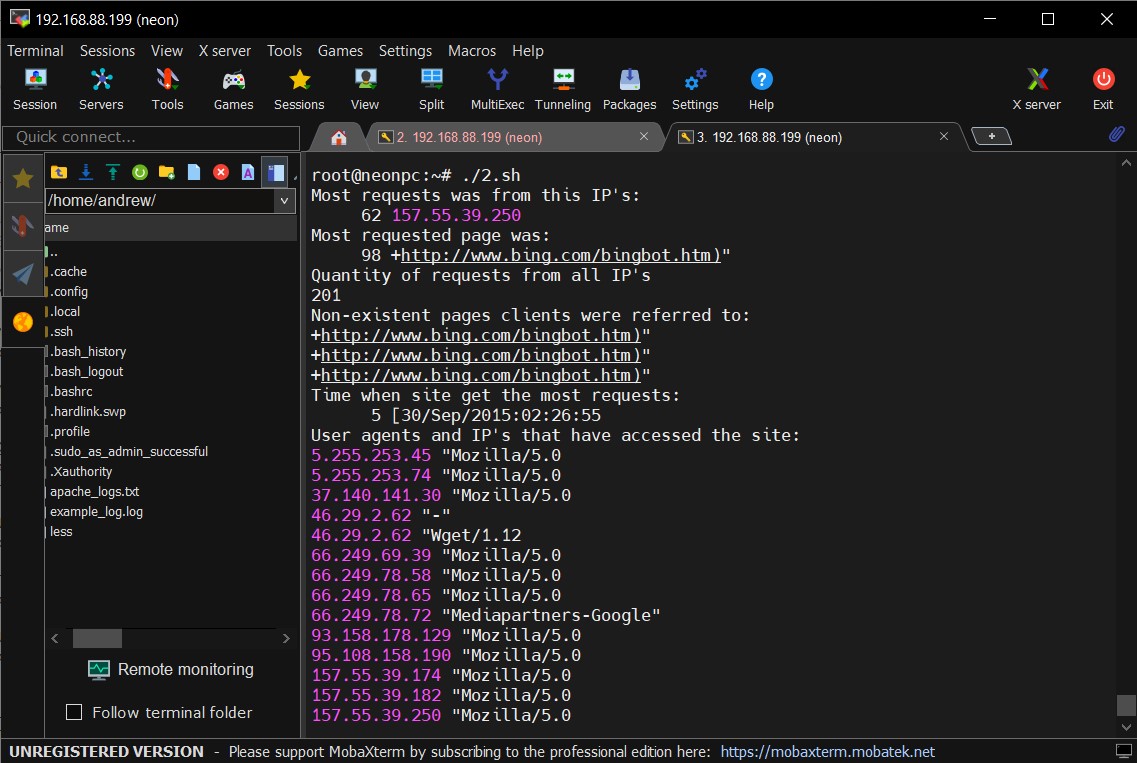 192.168.88.199 (neon)
Terminal Sessions View X server Tools Games Settings Macros Help
Session Servers Tools Games Sessions View Split MultiExec Tunneling Packages Settings Help X server Exit
Quick connect...
2. 192.168.88.199 (neon)
3. 192.168.88.199 (neon)
/home/andrew/
ame
..
.cache
.config
.local
.ssh
.bash_history
.bash_logout
.bashrc
.hardlink.swp
.profile
.sudo_as_admin_successful
.Xauthority
apache_logs.txt
example_log.log
less
Remote monitoring
Follow terminal folder
root@neonpc:~# ./2.sh
Most requests was from this IP's:
62 157.55.39.250
Most requested page was:
98 +http://www.bing.com/bingbot.htm)"
Quantity of requests from all IP's
201
Non-existent pages clients were referred to:
+http://www.bing.com/bingbot.htm)"
+http://www.bing.com/bingbot.htm)"
+http://www.bing.com/bingbot.htm)"
Time when site get the most requests:
5 [30/Sep/2015:02:26:55
User agents and IP's that have accessed the site:
5.255.253.45 "Mozilla/5.0
5.255.253.74 "Mozilla/5.0
37.140.141.30 "Mozilla/5.0
46.29.2.62 "-"
46.29.2.62 "Wget/1.12
66.249.69.39 "Mozilla/5.0
66.249.78.58 "Mozilla/5.0
66.249.78.65 "Mozilla/5.0
66.249.78.72 "Mediapartners-Google"
93.158.178.129 "Mozilla/5.0
95.108.158.190 "Mozilla/5.0
157.55.39.174 "Mozilla/5.0
157.55.39.182 "Mozilla/5.0
157.55.39.250 "Mozilla/5.0
UNREGISTERED VERSION - Please support MobaXterm by subscribing to the professional edition here: https://mobaxterm.mobatek.net